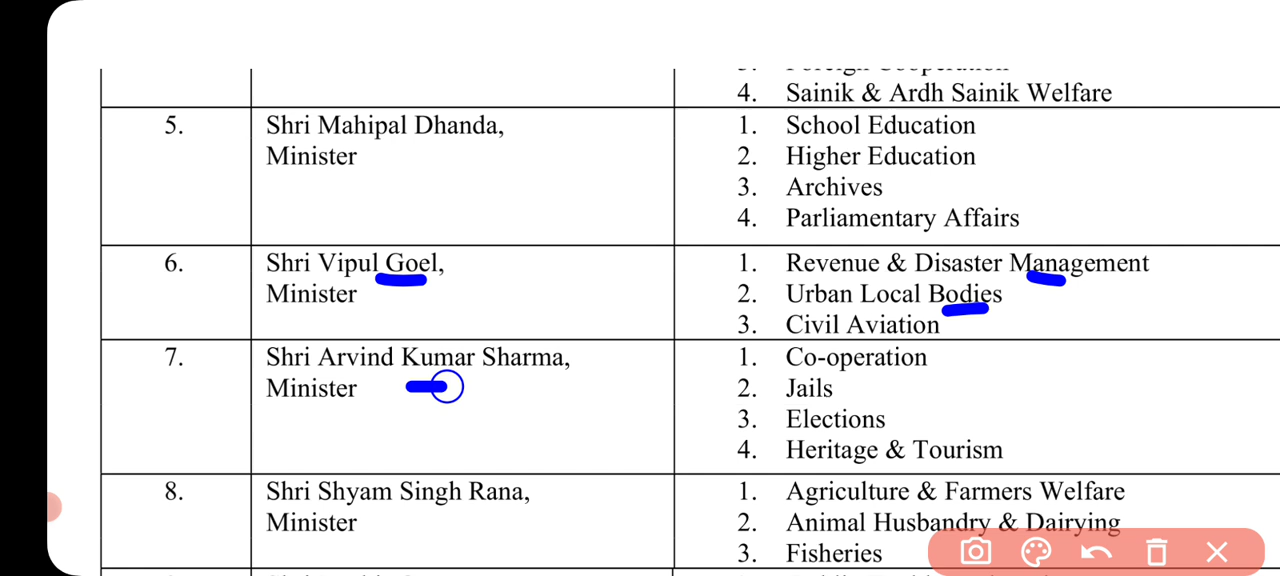 4. Sainik & Ardh Sainik Welfare
5. Shri Mahipal Dhanda, 1. School Education
Minister 2. Higher Education
3. Archives
4. Parliamentary Affairs
6. Shri Vipul Goel, 1. Revenue & Disaster Management
Minister 2. Urban Local Bodies
3. Civil Aviation
7. Shri Arvind Kumar Sharma, 1. Co-operation
Minister 2. Jails
3. Elections
4. Heritage & Tourism
8. Shri Shyam Singh Rana, 1. Agriculture & Farmers Welfare
Minister 2. Animal Husbandry & Dairying
3. Fisheries